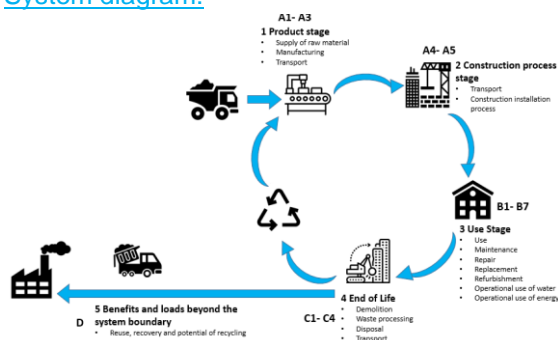 System diagram:
A1- A3
1 Product stage
• Supply of raw material
• Manufacturing
• Transport
A4- A5
2 Construction process
stage
• Transport
• Construction installation
process
B1- B7
3 Use Stage
• Use
• Maintenance
• Repair
• Replacement
• Refurbishment
• Operational use of water
• Operational use of energy
C1- C4
4 End of Life
• Demolition
• Waste processing
• Disposal
• Transport
D
5 Benefits and loads beyond the
system boundary
• Reuse, recovery and potential of recycling